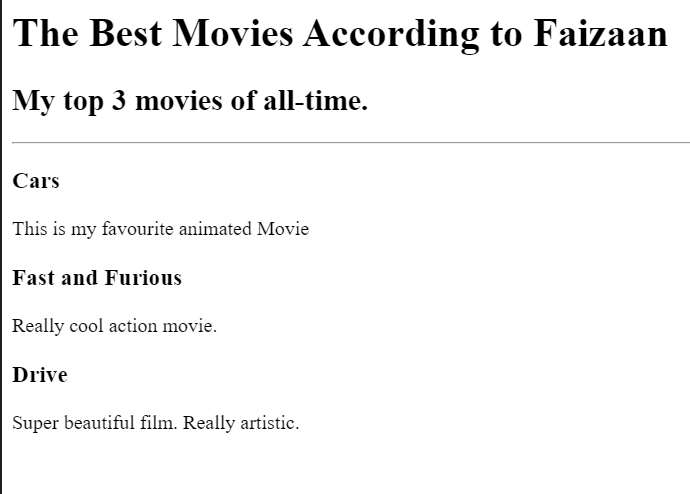 The Best Movies According to Faizaan
My top 3 movies of all-time.
Cars
This is my favourite animated Movie
Fast and Furious
Really cool action movie.
Drive
Super beautiful film. Really artistic.